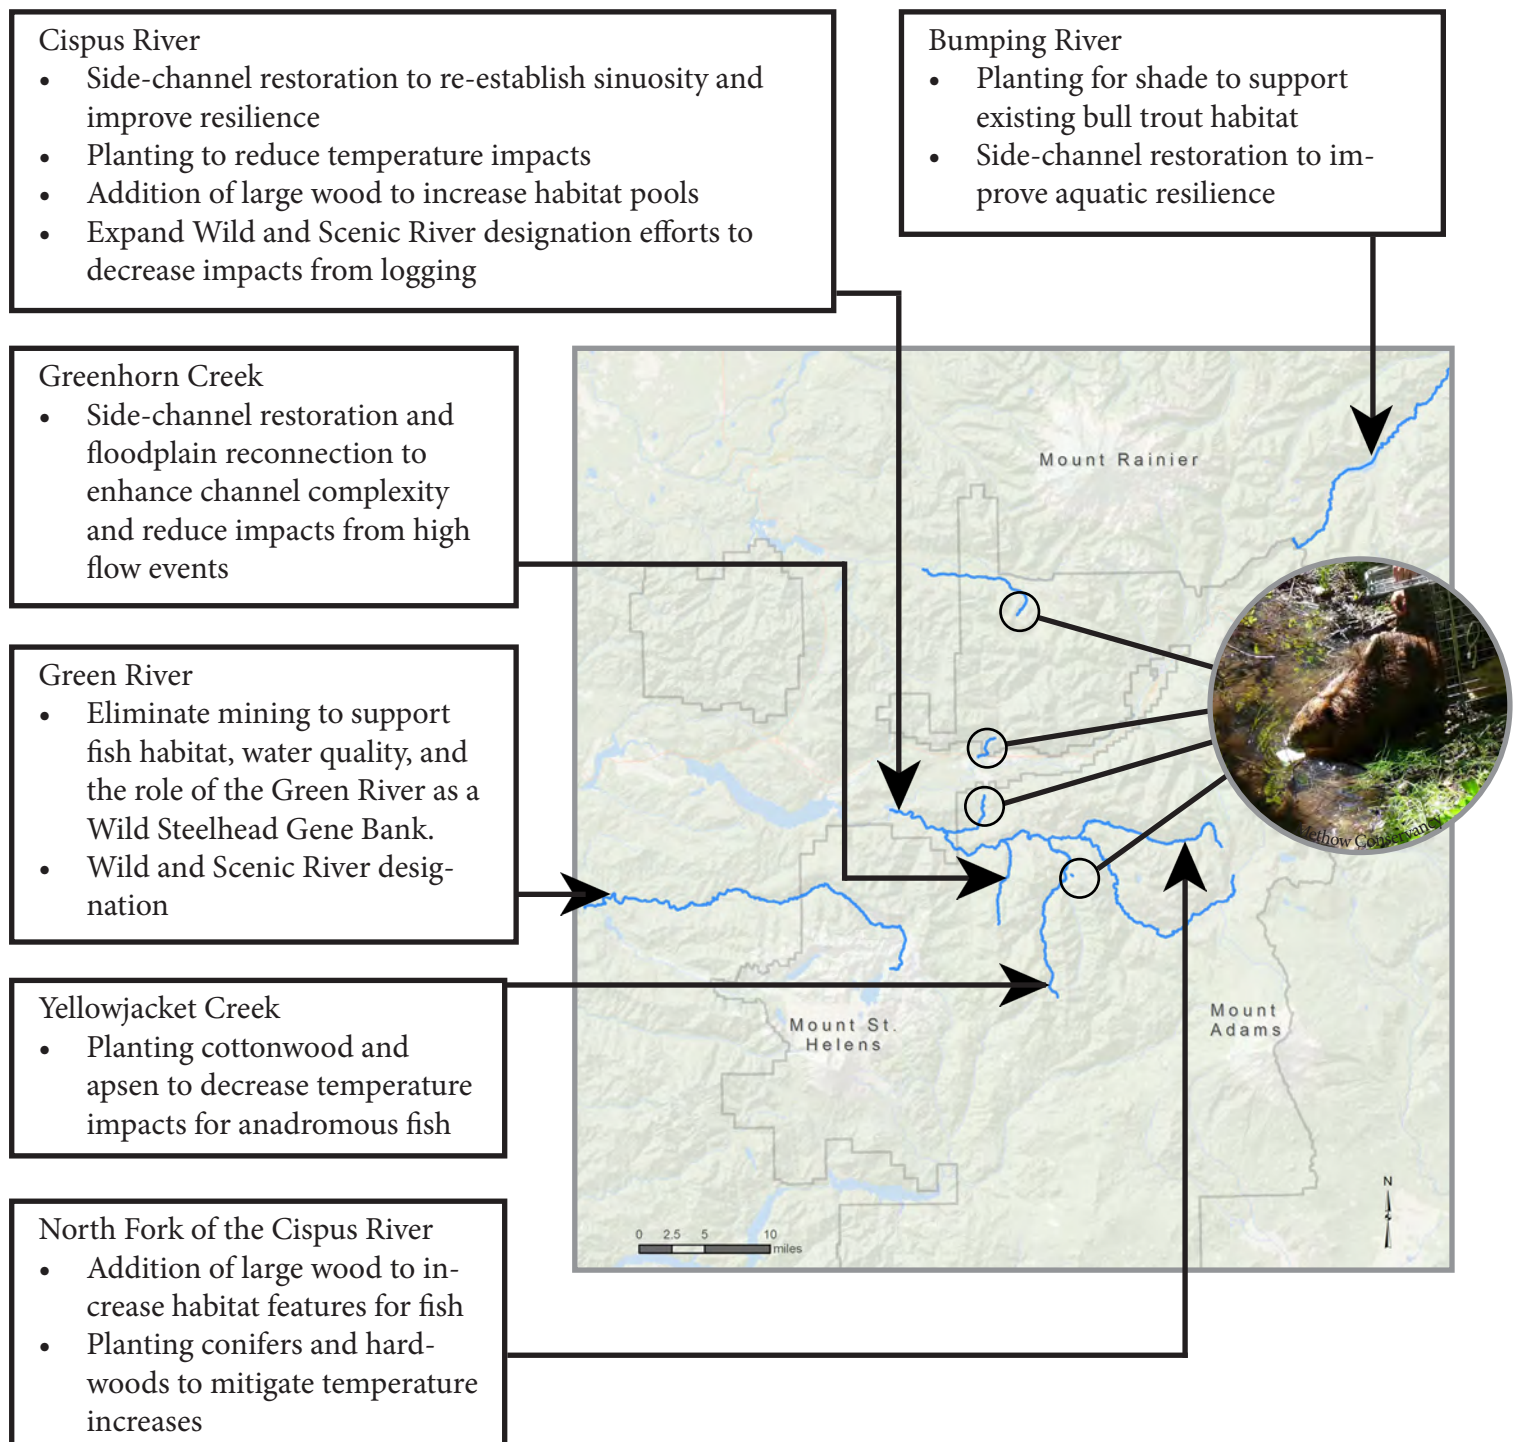 Cispus River
• Side-channel restoration to re-establish sinuosity and
improve resilience
• Planting to reduce temperature impacts
• Addition of large wood to increase habitat pools
• Expand Wild and Scenic River designation efforts to
decrease impacts from logging
Bumping River
• Planting for shade to support
existing bull trout habitat
• Side-channel restoration to im-
prove aquatic resilience
Greenhorn Creek
• Side-channel restoration and
floodplain reconnection to
enhance channel complexity
and reduce impacts from high
flow events
Green River
• Eliminate mining to support
fish habitat, water quality, and
the role of the Green River as a
Wild Steelhead Gene Bank.
• Wild and Scenic River desig-
nation
Yellowjacket Creek
• Planting cottonwood and
apsen to decrease temperature
impacts for anadromous fish
North Fork of the Cispus River
• Addition of large wood to in-
crease habitat features for fish
• Planting conifers and hard-
woods to mitigate temperature
increases
Mount Rainier
Mount St.
Helens
Mount
Adams
Conservancy
N
0 2.5 5 10
miles